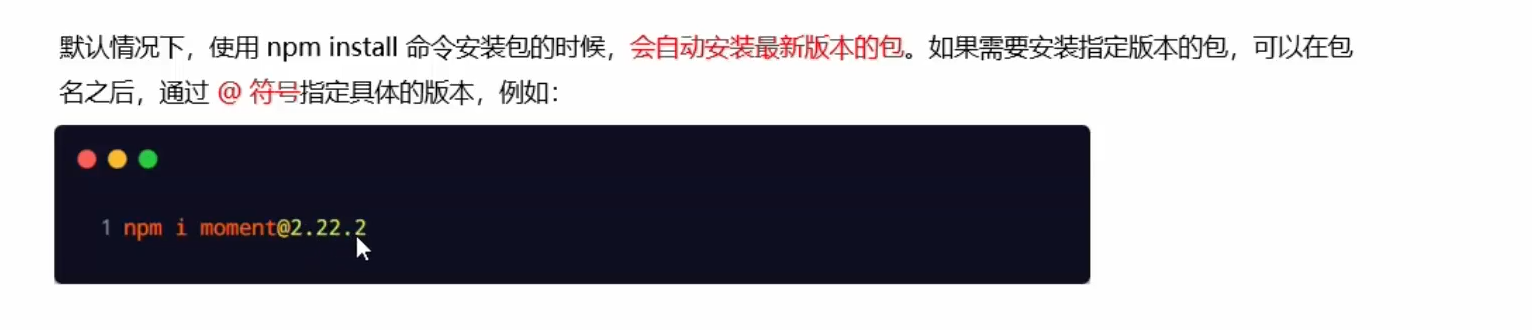 默认情况下，使用 npm install 命令安装包的时候，会自动安装最新版本的包。如果需要安装指定版本的包，可以在包
名之后，通过 @ 符号指定具体的版本，例如：
1 npm i moment@2.22.2